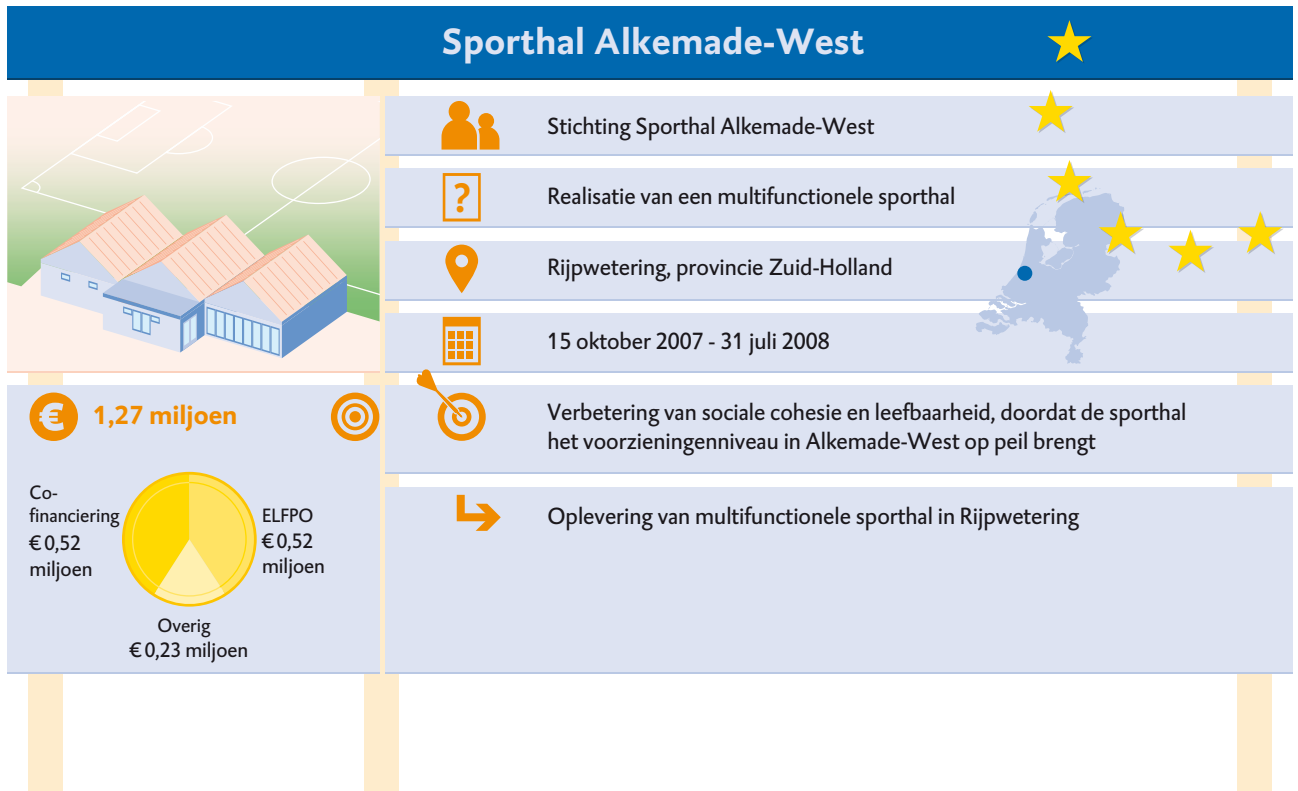 Sporthal Alkemade-West
Stichting Sporthal Alkemade-West
?
Realisatie van een multifunctionele sporthal
Rijpwetering, provincie Zuid-Holland
15 oktober 2007 - 31 juli 2008
€ 1,27 miljoen
Verbetering van sociale cohesie en leefbaarheid, doordat de sporthal
het voorzieningenniveau in Alkemade-West op peil brengt
Co-
financiering
€ 0,52
miljoen
ELFPO
€ 0,52
miljoen
Overig
€ 0,23 miljoen
Oplevering van multifunctionele sporthal in Rijpwetering